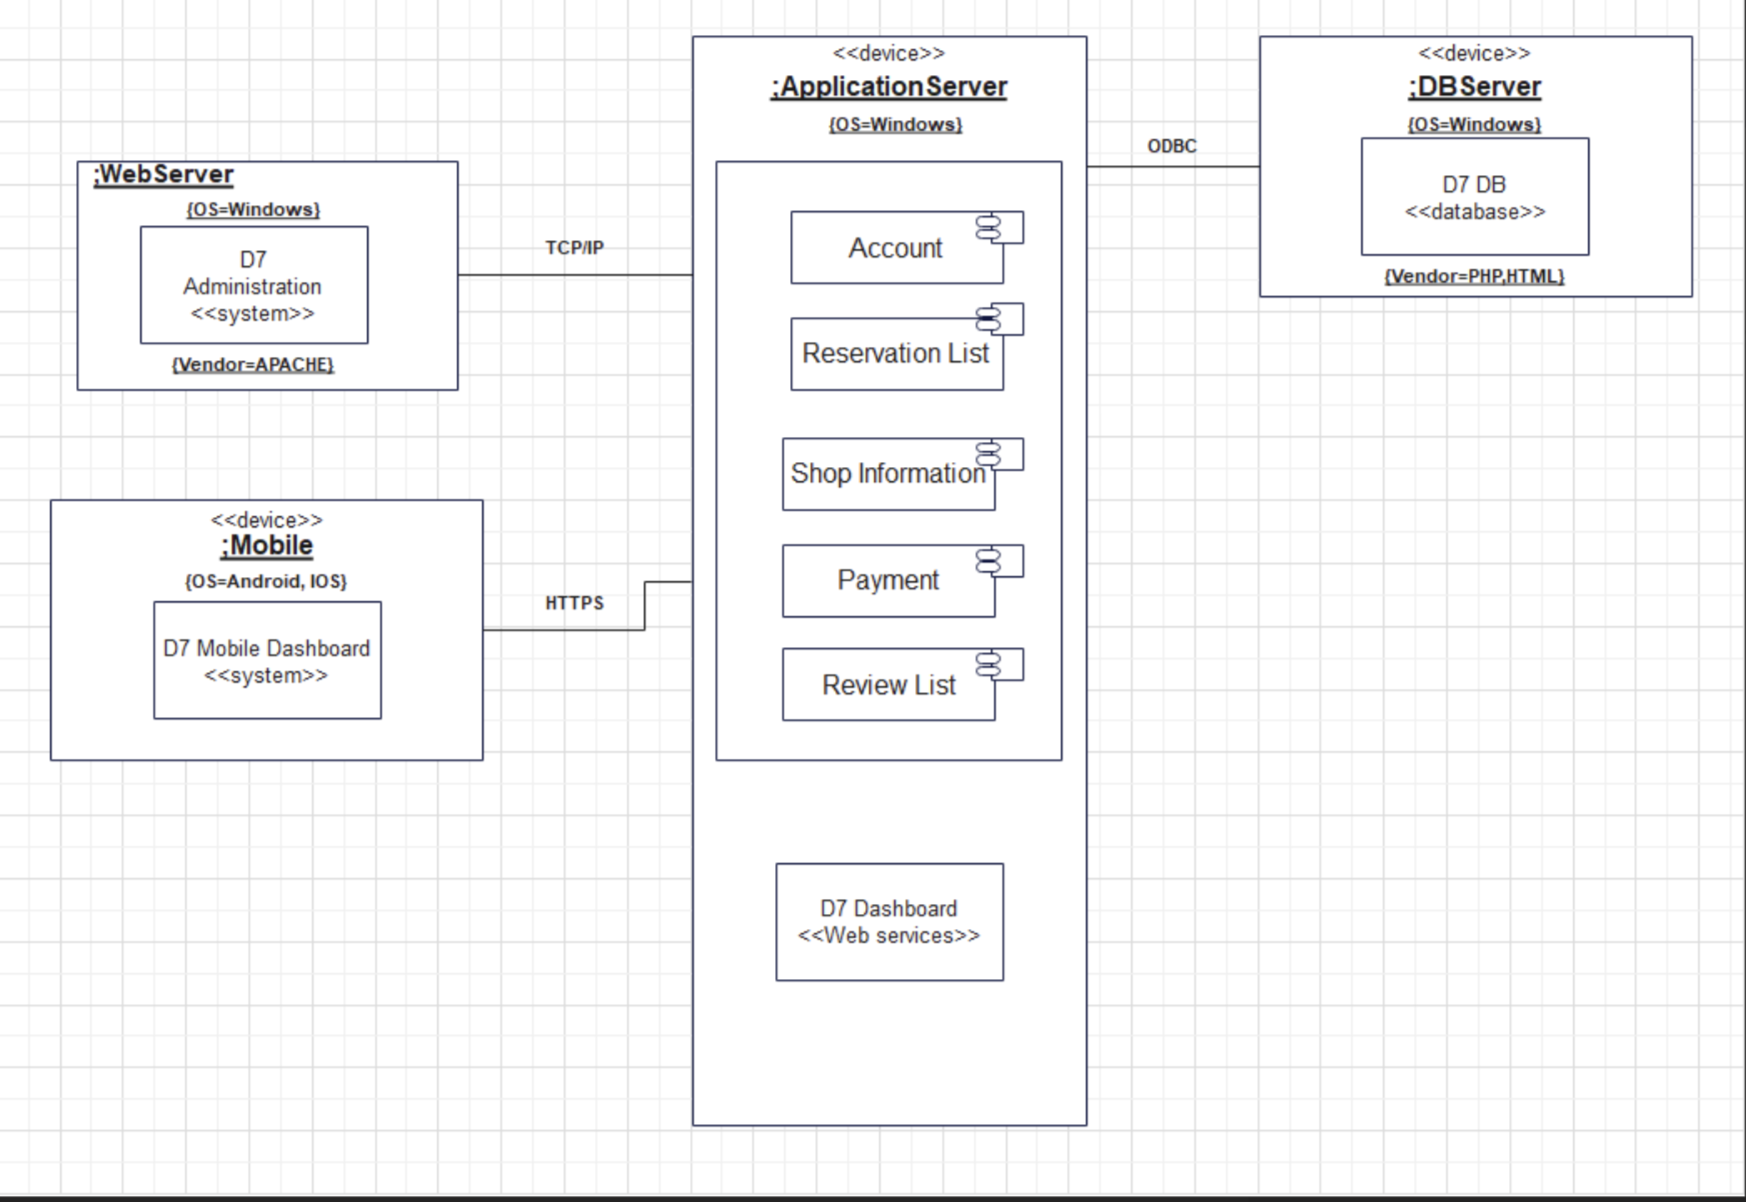 ;WebServer
{OS=Windows}
D7
Administration
<<system>>
{Vendor=APACHE}
TCP/IP
<<device>>
;Mobile
{OS=Android, IOS}
D7 Mobile Dashboard
<<system>>
HTTPS
<<device>>
;ApplicationServer
{OS=Windows}
Account
Reservation List
Shop Information
Payment
Review List
D7 Dashboard
<<Web services>>
ODBC
<<device>>
;DBServer
{OS=Windows}
D7 DB
<<database>>
{Vendor=PHP,HTML}